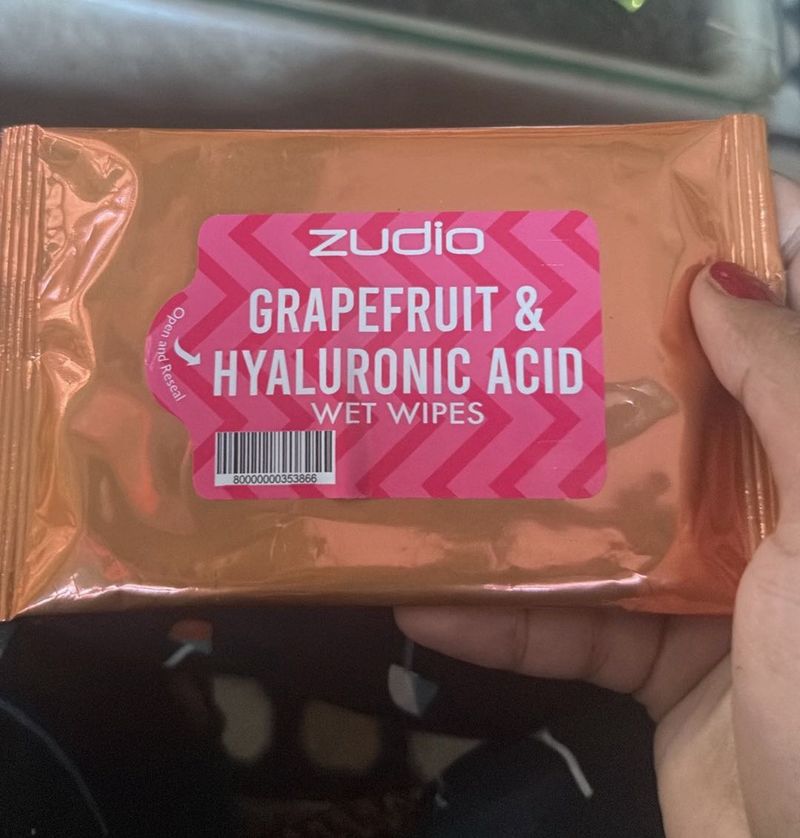 zudio
GRAPEFRUIT &
HYALURONIC ACID
WET WIPES
Open and Reseal
80000000353866